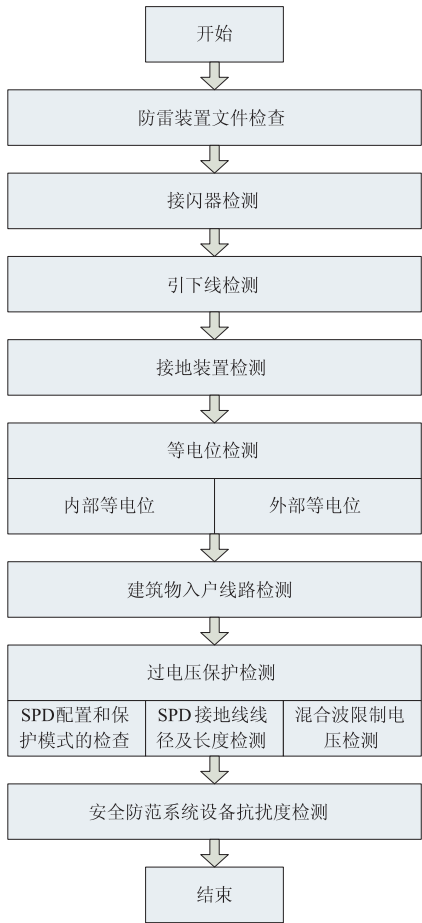 开始
防雷装置文件检查
接闪器检测
引下线检测
接地装置检测
等电位检测
内部等电位
外部等电位
建筑物入户线路检测
过电压保护检测
SPD配置和保
护模式的检查
SPD 接地线线
径及长度检测
混合波限制电
压检测
安全防范系统设备抗扰度检测
结束